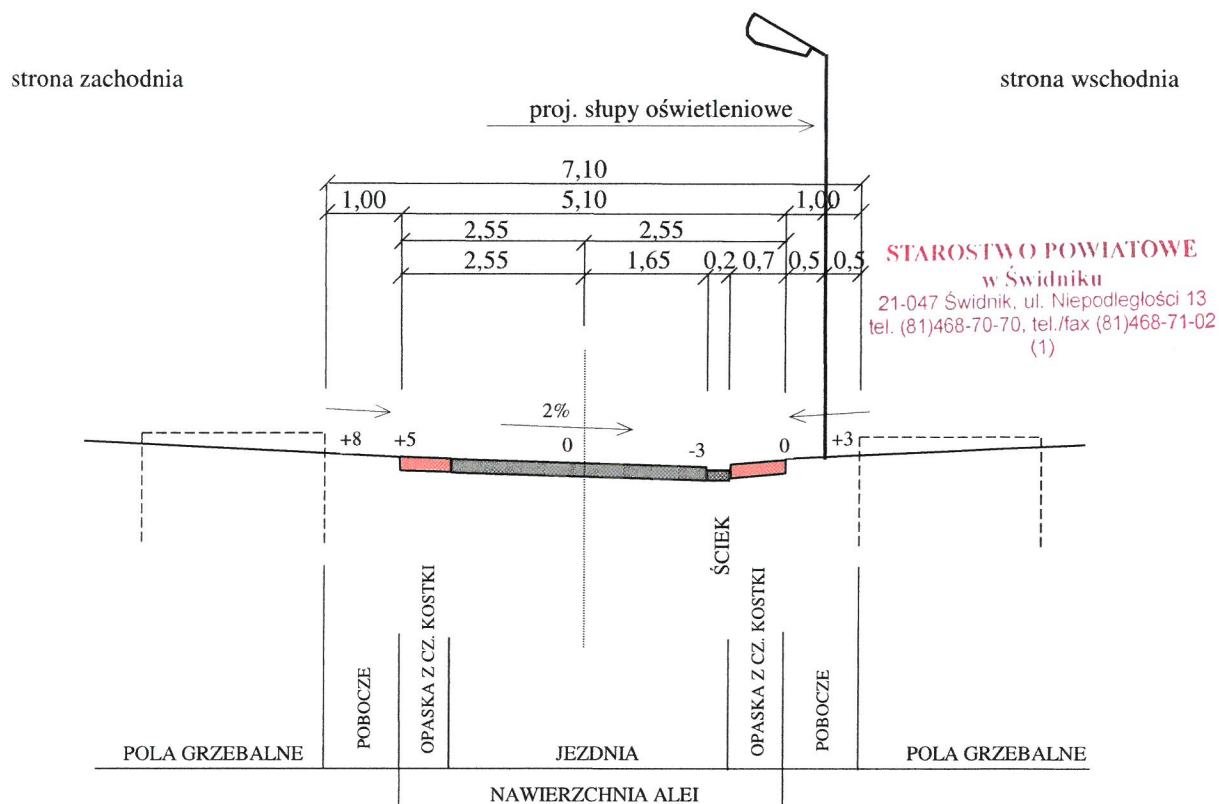 strona zachodnia
strona wschodnia
proj. słupy oświetleniowe
7,10
1,00 5,10 1,00
2,55 2,55
2,55 1,65 0,2 0,7 0,5 0,5
STAROSTWO POWIATOWE
w Świdniku
21-047 Świdnik, ul. Niepodległości 13
tel. (81)468-70-70, tel./fax (81)468-71-02
(1)
2%
+8 +5 0 -3 0 +3
ŚCIEK
POBOCZE
OPASKA Z CZ. KOSTKI
OPASKA Z CZ. KOSTKI
POBOCZE
POLA GRZEBALNE JEZDNIA POLA GRZEBALNE
NAWIERZCHNIA ALEI